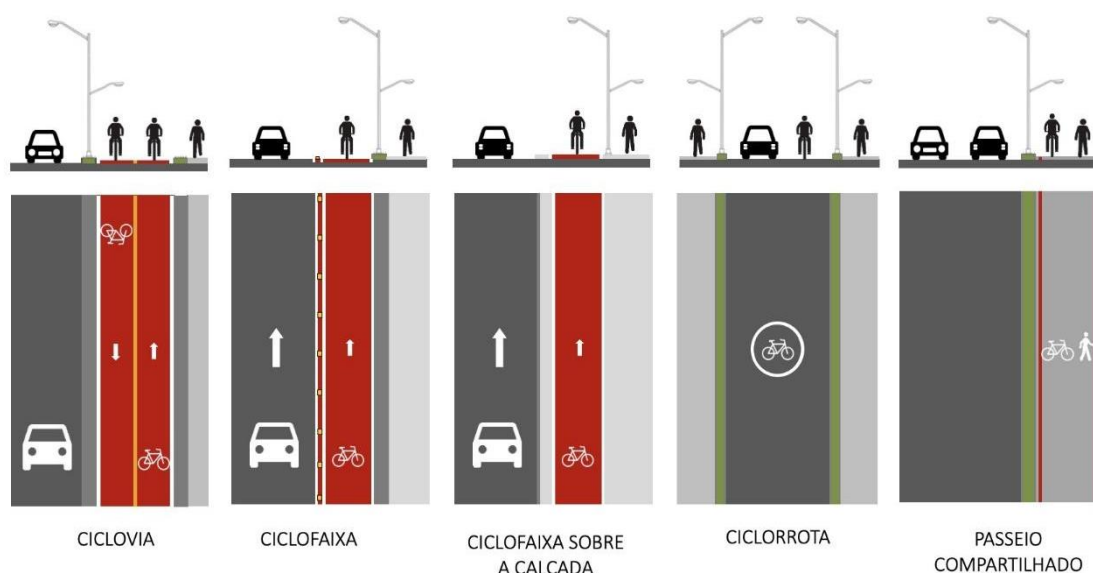 CICLOVIA
CICLOFAIXA
CICLOFAIXA SOBRE
A CALÇADA
CICLORROTA
PASSEIO
COMPARTILHADO